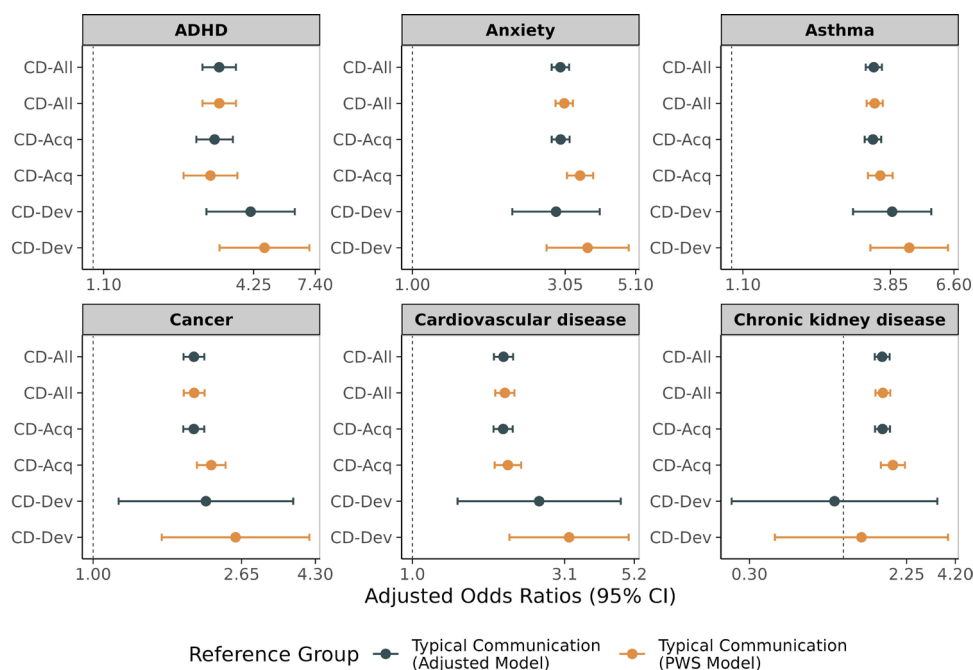 ADHD
Anxiety
Asthma
CD-All
CD-All
CD-Acq
CD-Acq
CD-Dev
CD-Dev
1.10 4.25 7.40
CD-All
CD-All
CD-Acq
CD-Acq
CD-Dev
CD-Dev
1.00 3.05 5.10
CD-All
CD-All
CD-Acq
CD-Acq
CD-Dev
CD-Dev
1.10 3.85 6.60
Cancer
Cardiovascular disease
Chronic kidney disease
CD-All
CD-All
CD-Acq
CD-Acq
CD-Dev
CD-Dev
1.00 2.65 4.30
CD-All
CD-All
CD-Acq
CD-Acq
CD-Dev
CD-Dev
1.0 3.1 5.2
CD-All
CD-All
CD-Acq
CD-Acq
CD-Dev
CD-Dev
0.30 2.25 4.20
Adjusted Odds Ratios (95% CI)
Reference Group
Typical Communication
(Adjusted Model)
Typical Communication
(PWS Model)